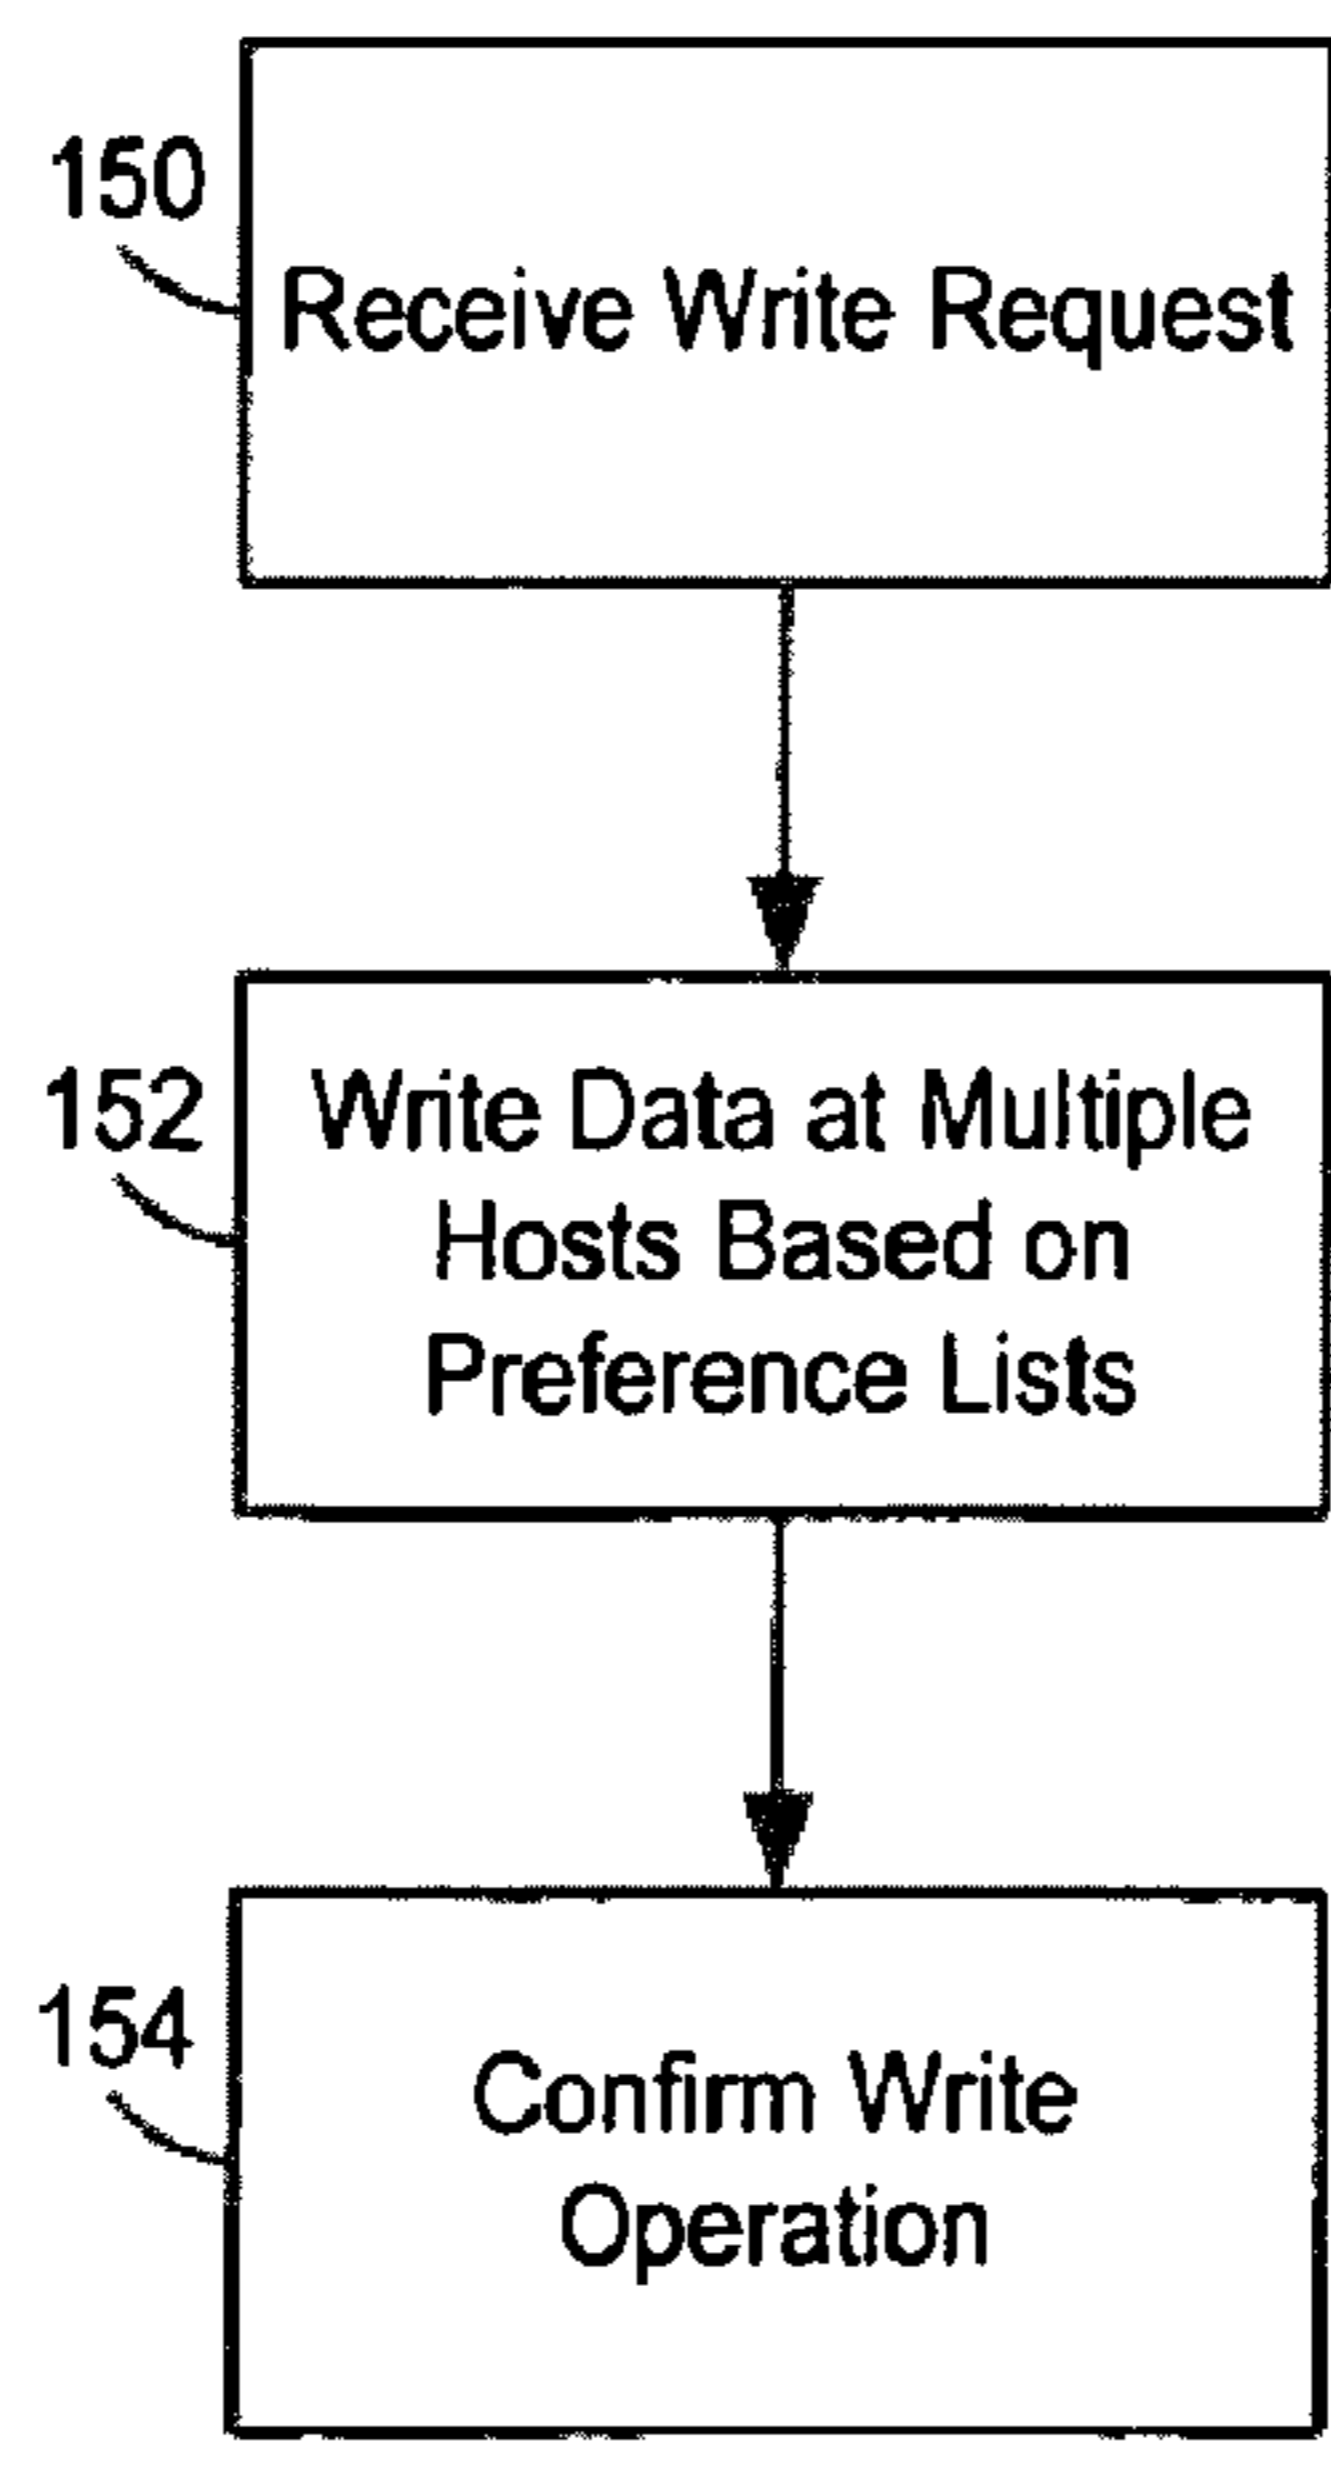 150
Receive Write Request
152
Write Data at Multiple
Hosts Based on
Preference Lists
154
Confirm Write
Operation